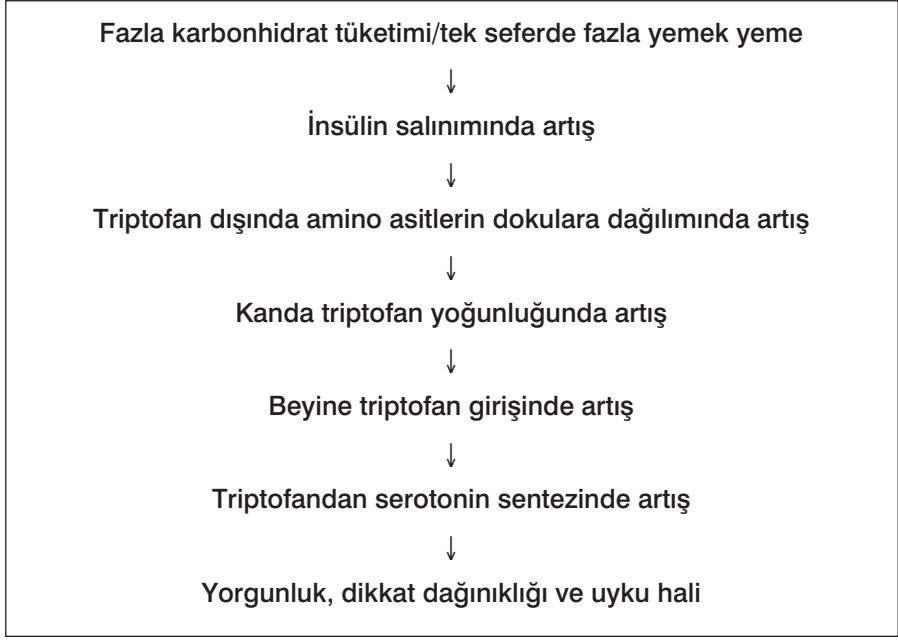 Fazla karbonhidrat tüketimi/tek seferde fazla yemek yeme
↓
İnsülin salınımında artış
↓
Triptofan dışında amino asitlerin dokulara dağılımında artış
↓
Kanda triptofan yoğunluğunda artış
↓
Beyine triptofan girişinde artış
↓
Triptofandan serotonin sentezinde artış
↓
Yorgunluk, dikkat dağınıklığı ve uyku hali